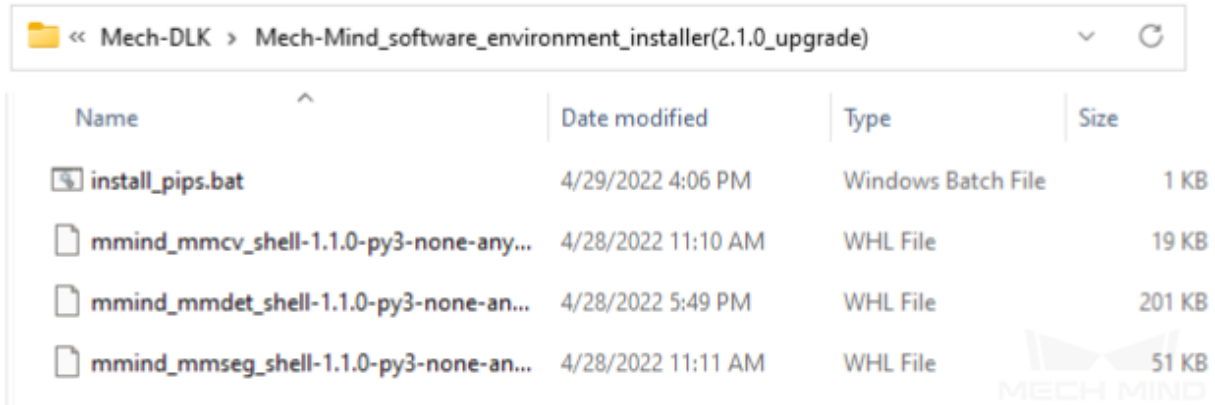 « Mech-DLK › Mech-Mind_software_environment_installer(2.1.0_upgrade)
Name Date modified Type Size
install_pips.bat 4/29/2022 4:06 PM Windows Batch File 1 KB
mmind_mmcv_shell-1.1.0-py3-none-any... 4/28/2022 11:10 AM WHL File 19 KB
mmind_mmdet_shell-1.1.0-py3-none-an... 4/28/2022 5:49 PM WHL File 201 KB
mmind_mmseg_shell-1.1.0-py3-none-an... 4/28/2022 11:11 AM WHL File 51 KB
MECH MIND